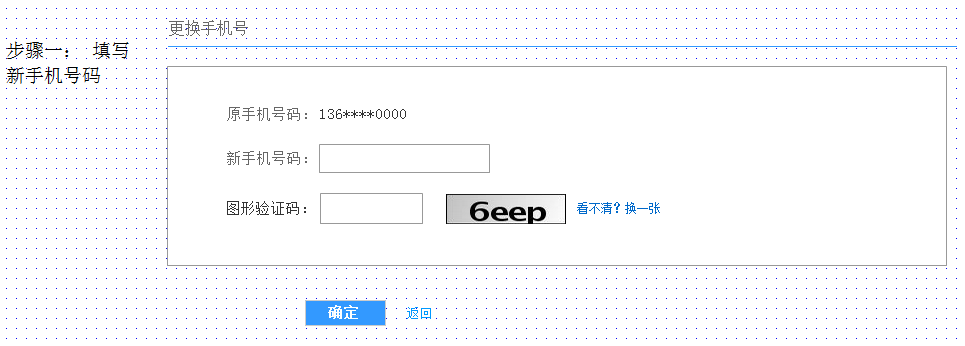 更换手机号
步骤一： 填写
新手机号码
原手机号码：136****0000
新手机号码：
图形验证码： 6eep 看不清？换一张
确定 返回